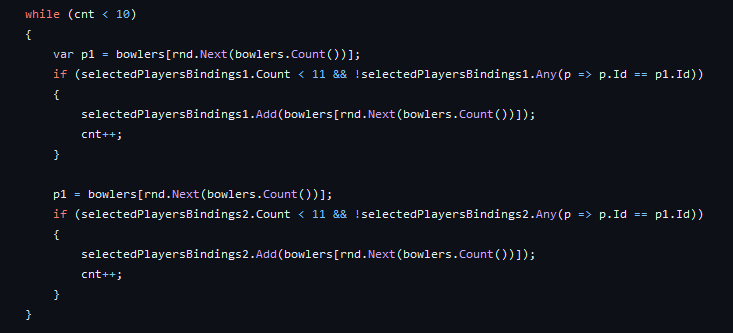 while (cnt < 10)
{
var p1 = bowlers[rnd.Next(bowlers.Count())];
if (selectedPlayersBindings1.Count < 11 && !selectedPlayersBindings1.Any(p => p.Id == p1.Id))
{
selectedPlayersBindings1.Add(bowlers[rnd.Next(bowlers.Count())]);
cnt++;
}
p1 = bowlers[rnd.Next(bowlers.Count())];
if (selectedPlayersBindings2.Count < 11 && !selectedPlayersBindings2.Any(p => p.Id == p1.Id))
{
selectedPlayersBindings2.Add(bowlers[rnd.Next(bowlers.Count())]);
cnt++;
}
}